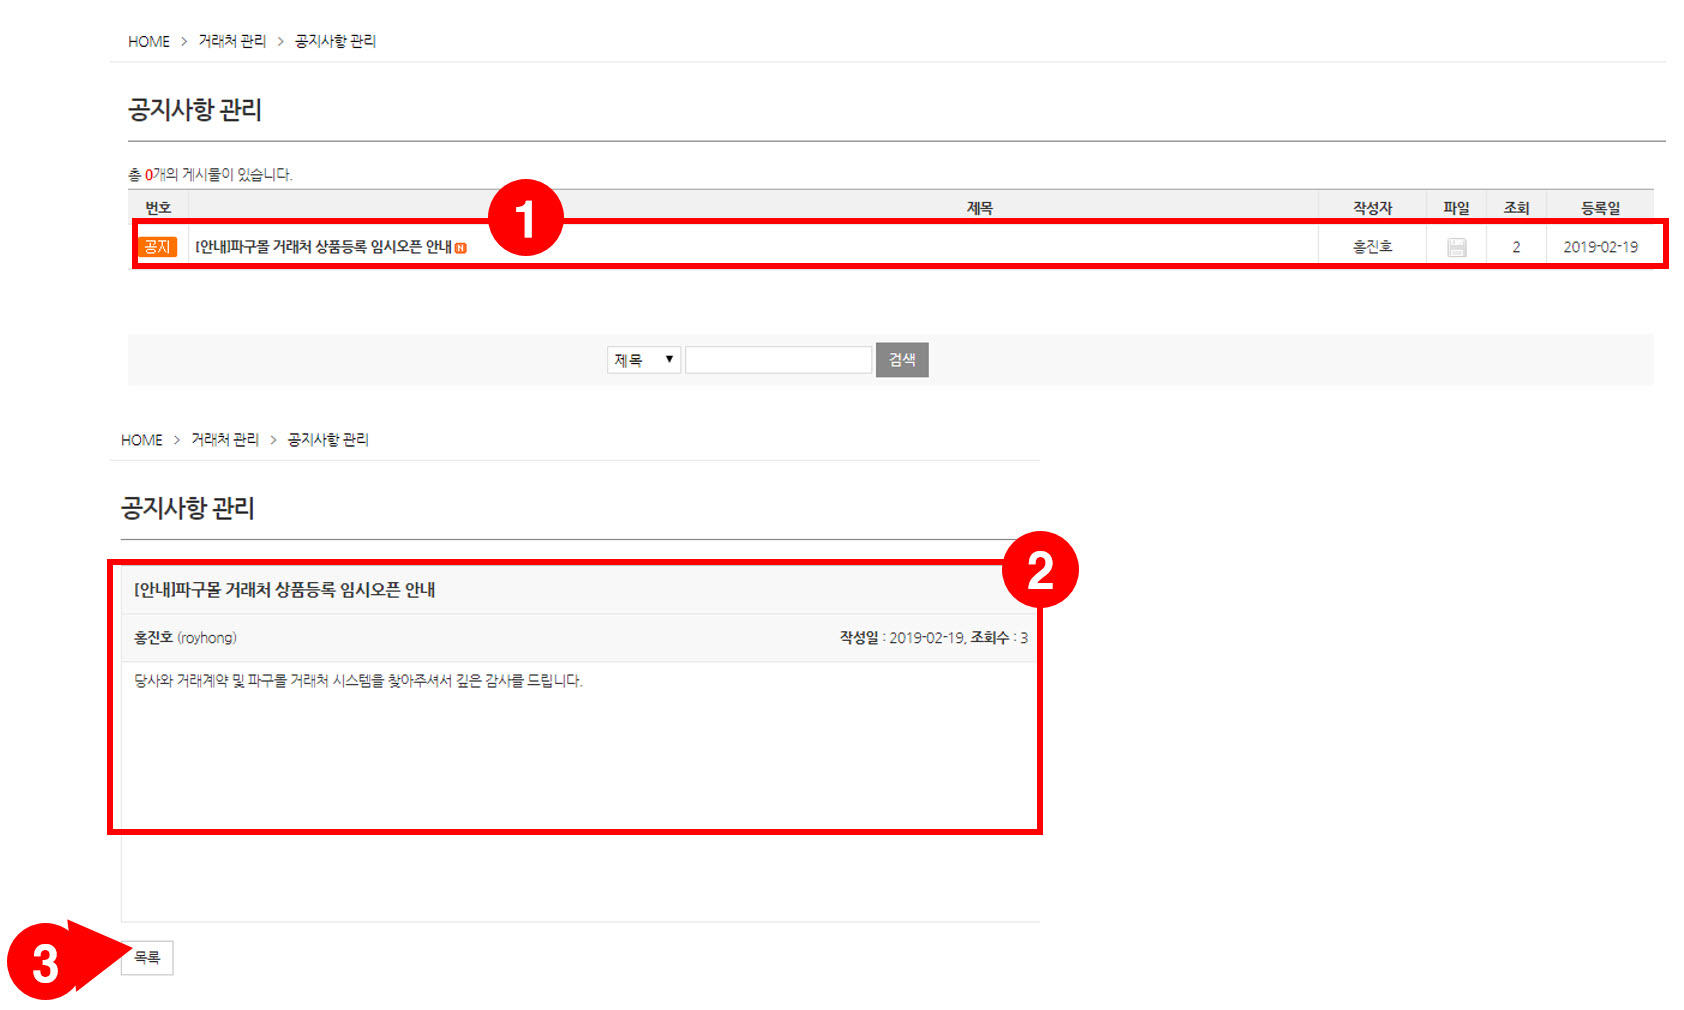 HOME > 거래처 관리 > 공지사항 관리
공지사항 관리
총 0개의 게시물이 있습니다.
번호 제목 작성자 파일 조회 등록일
1
공지 [안내]파구몰 거래처 상품등록 임시오픈 안내 N 홍진호 2 2019-02-19
제목 ▼ 검색
HOME > 거래처 관리 > 공지사항 관리
공지사항 관리
2
[안내]파구몰 거래처 상품등록 임시오픈 안내
홍진호 (royhong) 작성일 : 2019-02-19, 조회수 : 3
당사와 거래계약 및 파구몰 거래처 시스템을 찾아주셔서 깊은 감사를 드립니다.
3
목록